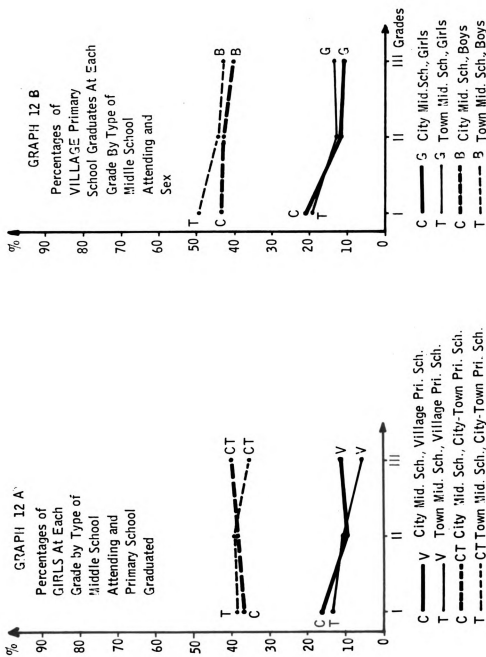 GRAPH 12 A
Percentages of
GIRLS At Each
Grade by Type of
Middle School
Attending and
Primary School
Graduated
%
90
80
70
60
50
40
30
20
10
0
T
C
CT
CT
C
T
V
V
I
II
III
C V City Mid. Sch., Village Pri. Sch.
T V Town Mid. Sch., Village Pri. Sch.
C CT City Mid. Sch., City-Town Pri. Sch.
T CT Town Mid. Sch., City-Town Pri. Sch.
GRAPH 12 B
Percentages of
VILLAGE Primary
School Graduates At Each
Grade By Type of
Middle School
Attending and
Sex
%
90
80
70
60
50
40
30
20
10
0
T
C
B
B
C
T
G
G
I
II
III Grades
C G City Mid. Sch., Girls
T G Town Mid. Sch., Girls
C B City Mid. Sch., Boys
T B Town Mid. Sch., Boys